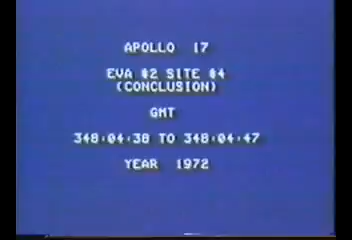 APOLLO 17
EVA #2 SITE #4
(CONCLUSION)
GMT
348:04:38 TO 348:04:47
YEAR 1972